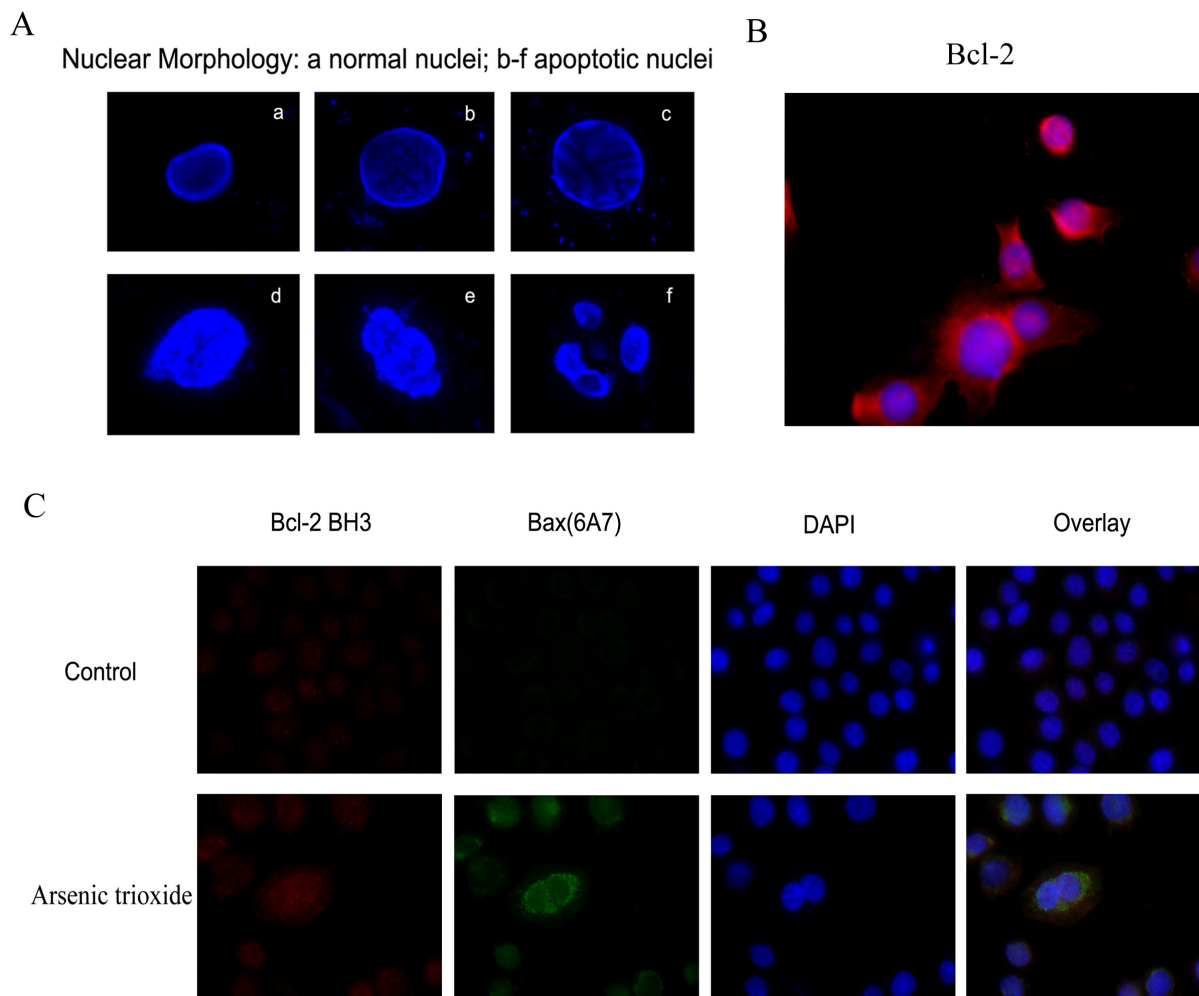 A
Nuclear Morphology: a normal nuclei; b-f apoptotic nuclei
a
b
c
d
e
f
B
Bcl-2
C
Bcl-2 BH3
Bax(6A7)
DAPI
Overlay
Control
Arsenic trioxide